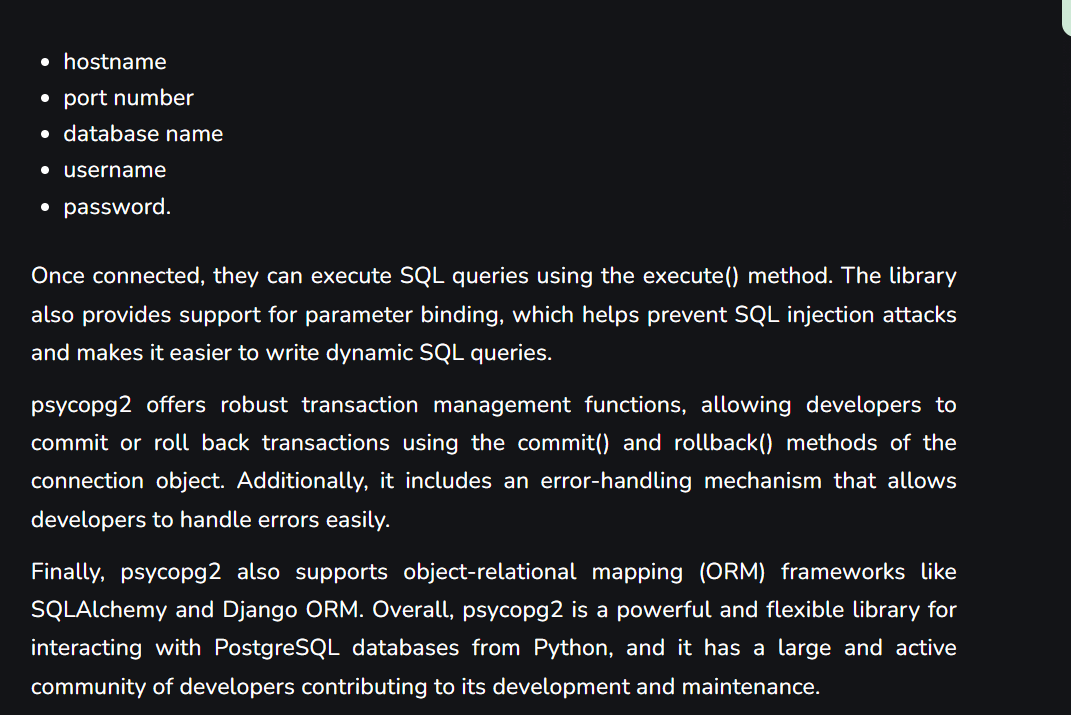 • hostname
• port number
• database name
• username
• password.
Once connected, they can execute SQL queries using the execute() method. The library
also provides support for parameter binding, which helps prevent SQL injection attacks
and makes it easier to write dynamic SQL queries.
psycopg2 offers robust transaction management functions, allowing developers to
commit or roll back transactions using the commit() and rollback() methods of the
connection object. Additionally, it includes an error-handling mechanism that allows
developers to handle errors easily.
Finally, psycopg2 also supports object-relational mapping (ORM) frameworks like
SQLAlchemy and Django ORM. Overall, psycopg2 is a powerful and flexible library for
interacting with PostgreSQL databases from Python, and it has a large and active
community of developers contributing to its development and maintenance.